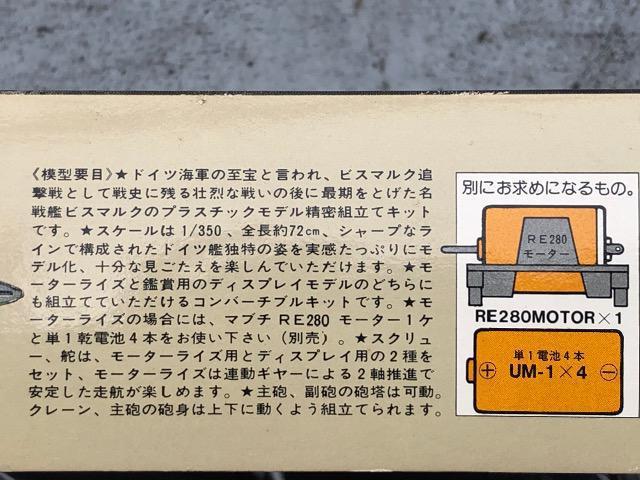 《模型要目》★ドイツ海軍の至宝と言われ、ビスマルク追
撃戦として戦史に残る壮烈な戦いの後に最期をとげた名
戦艦ビスマルクのプラスチックモデル精密組立てキット
です。★スケールは1/350、全長約72cm、シャープなラ
インで構成されたドイツ艦独特の姿を実感たっぷりにモ
デル化、十分な見ごたえを楽しんでいただけます。★モ
ーターライズと鑑賞用のディスプレイモデルのどちらに
も組立てていただけるコンバーチブルキットです。★モ
ーターライズの場合には、マブチRE280 モーター1ケ
と単1乾電池4本をお使い下さい（別売）。★スクリュ
ー、舵は、モーターライズ用とディスプレイ用の2種を
セット、モーターライズは連動ギヤーによる2軸推進で
安定した走航が楽しめます。★主砲、副砲の砲塔は可動。
クレーン、主砲の砲身は上下に動くよう組立てられます。
別にお求めになるもの。
RE280
モーター
RE280MOTOR×1
単1電池4本
⊕ UM-1×4 ⊖